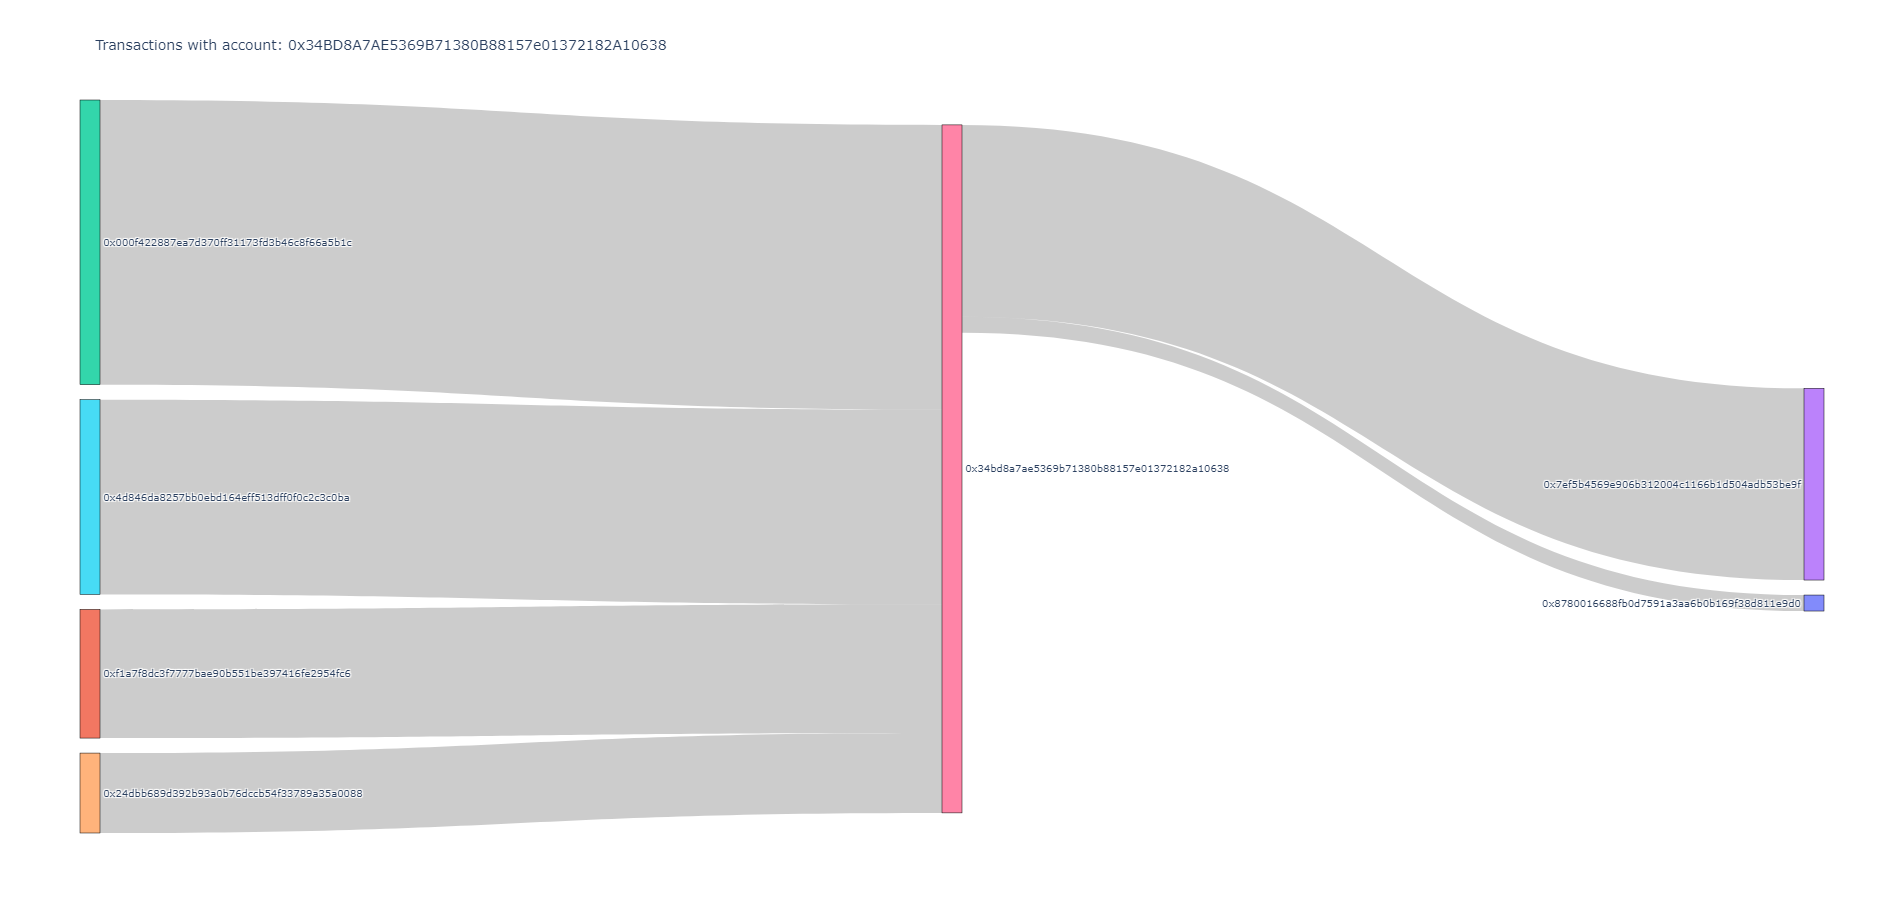 Transactions with account: 0x34BD8A7AE5369B71380B88157e01372182A10638
0x000f422887ea7d370ff31173fd3b46c8f66a5b1c
0x4d846da8257bb0ebd164eff513dff0f0c2c3c0ba
0xf1a7f8dc3f7777bae90b551be397416fe2954fc6
0x24dbb689d392b93a0b76dccb54f33789a35a0088
0x34bd8a7ae5369b71380b88157e01372182a10638
0x7ef5b4569e906b312004c1166b1d504adb53be9f
0x8780016688fb0d7591a3aa6b0b169f38d811e9d0